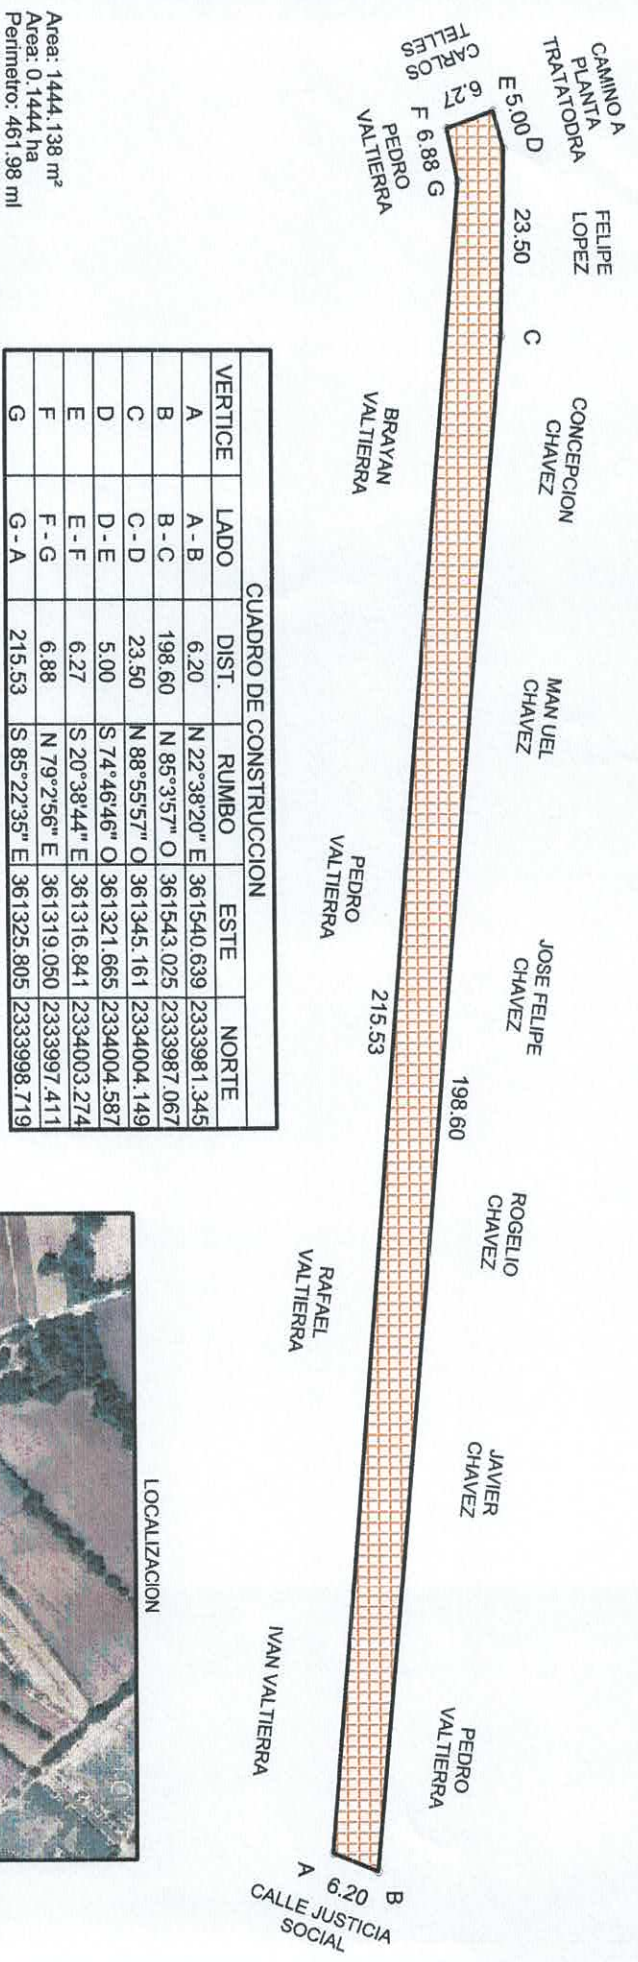 CAMINO A
PLANTA
TRATATODRA
FELIPE
LOPEZ
CONCEPCION
CHAVEZ
MANUEL
CHAVEZ
JOSE FELIPE
CHAVEZ
ROGELIO
CHAVEZ
JAVIER
CHAVEZ
PEDRO
VALTIERRA
E 5.00 D
23.50
C
198.60
B
6.20
A
CALLE JUSTICIA
SOCIAL
CARLOS
TELLES
6.27
F 6.88 G
PEDRO
VALTIERRA
BRAYAN
VALTIERRA
PEDRO
VALTIERRA
215.53
RAFAEL
VALTIERRA
IVAN VALTIERRA
Area: 1444.138 m²
Area: 0.1444 ha
Perimetro: 461.98 ml
CUADRO DE CONSTRUCCION
VERTICE LADO DIST. RUMBO ESTE NORTE
A A - B 6.20 N 22°38'20" E 361540.639 2333981.345
B B - C 198.60 N 85°3'57" O 361543.025 2333987.067
C C - D 23.50 N 88°55'57" O 361345.161 2334004.149
D D - E 5.00 S 74°46'46" O 361321.665 2334004.587
E E - F 6.27 S 20°38'44" E 361316.841 2334003.274
F F - G 6.88 N 79°2'56" E 361319.050 2333997.411
G G - A 215.53 S 85°22'35" E 361325.805 2333998.719
LOCALIZACION